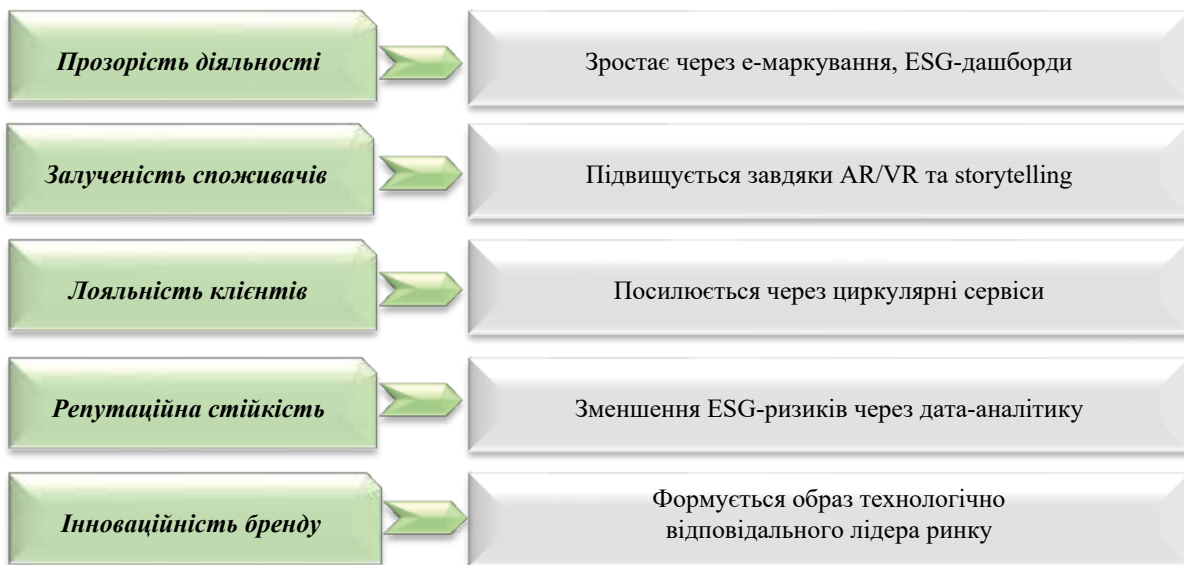 Прозорість діяльності
Зростає через е-маркування, ESG-дашборди
Залученість споживачів
Підвищується завдяки AR/VR та storytelling
Лояльність клієнтів
Посилюється через циркулярні сервіси
Репутаційна стійкість
Зменшення ESG-ризиків через дата-аналітику
Інноваційність бренду
Формується образ технологічно
відповідального лідера ринку